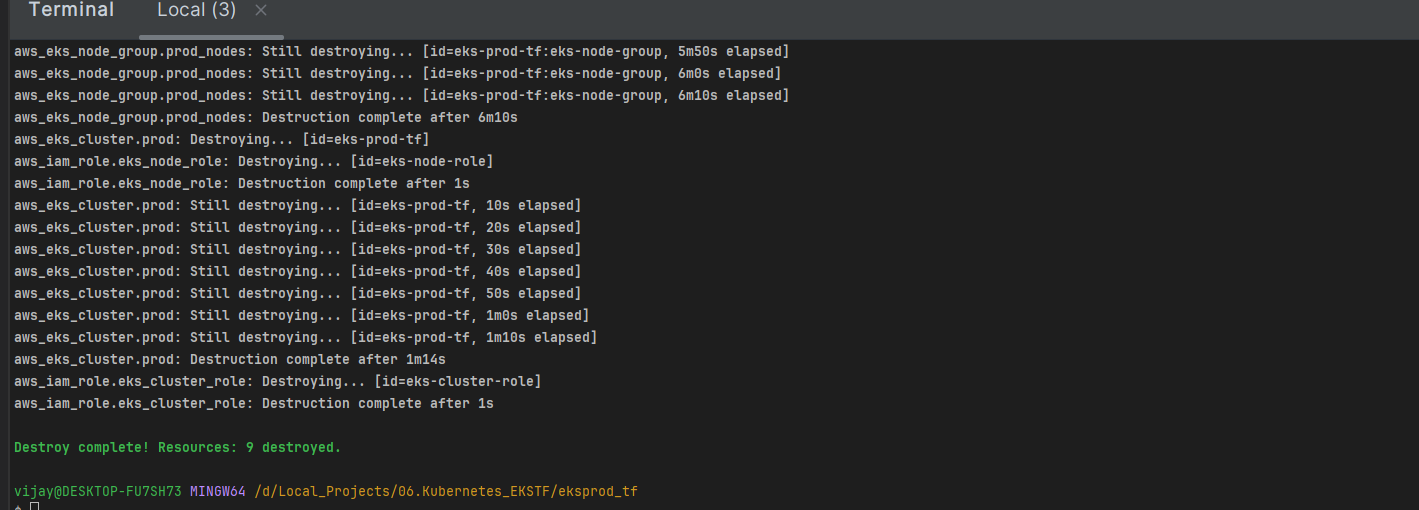 Terminal Local (3) ×
aws_eks_node_group.prod_nodes: Still destroying... [id=eks-prod-tf:eks-node-group, 5m50s elapsed]
aws_eks_node_group.prod_nodes: Still destroying... [id=eks-prod-tf:eks-node-group, 6m0s elapsed]
aws_eks_node_group.prod_nodes: Still destroying... [id=eks-prod-tf:eks-node-group, 6m10s elapsed]
aws_eks_node_group.prod_nodes: Destruction complete after 6m10s
aws_eks_cluster.prod: Destroying... [id=eks-prod-tf]
aws_iam_role.eks_node_role: Destroying... [id=eks-node-role]
aws_iam_role.eks_node_role: Destruction complete after 1s
aws_eks_cluster.prod: Still destroying... [id=eks-prod-tf, 10s elapsed]
aws_eks_cluster.prod: Still destroying... [id=eks-prod-tf, 20s elapsed]
aws_eks_cluster.prod: Still destroying... [id=eks-prod-tf, 30s elapsed]
aws_eks_cluster.prod: Still destroying... [id=eks-prod-tf, 40s elapsed]
aws_eks_cluster.prod: Still destroying... [id=eks-prod-tf, 50s elapsed]
aws_eks_cluster.prod: Still destroying... [id=eks-prod-tf, 1m0s elapsed]
aws_eks_cluster.prod: Still destroying... [id=eks-prod-tf, 1m10s elapsed]
aws_eks_cluster.prod: Destruction complete after 1m14s
aws_iam_role.eks_cluster_role: Destroying... [id=eks-cluster-role]
aws_iam_role.eks_cluster_role: Destruction complete after 1s
Destroy complete! Resources: 9 destroyed.
vijay@DESKTOP-FU7SH73 MINGW64 /d/Local_Projects/06.Kubernetes_EKSTF/eksprod_tf